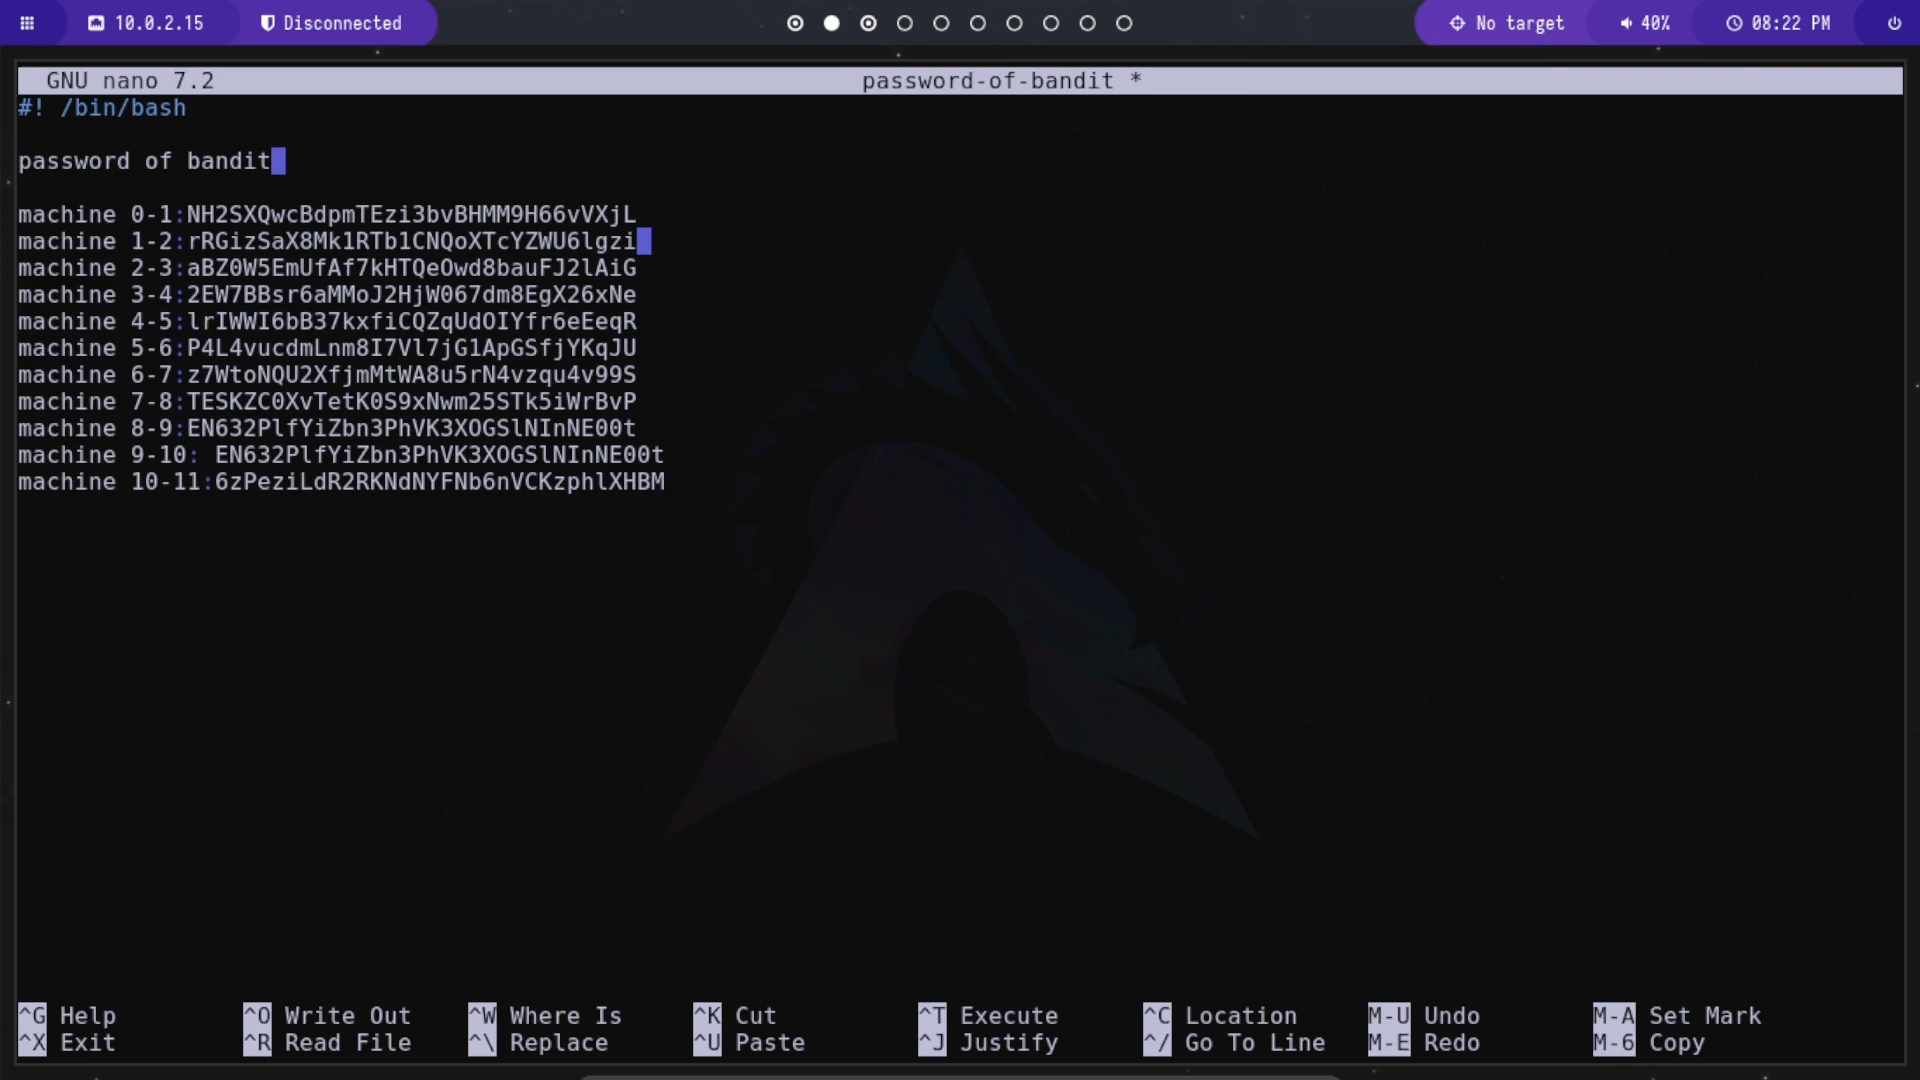 10.0.2.15 Disconnected No target 40% 08:22 PM
GNU nano 7.2 password-of-bandit *
#! /bin/bash
password of bandit
machine 0-1:NH2SXQwcBdpmTEzi3bvBHMM9H66vVXjL
machine 1-2:rRGizSaX8Mk1RTb1CNQoXTcYZWU6lgzi
machine 2-3:aBZ0W5EmUfAf7kHTQeOwd8bauFJ2lAiG
machine 3-4:2EW7BBsr6aMMoJ2HjW067dm8EgX26xNe
machine 4-5:lrIWWI6bB37kxfiCQZqUdOIYfr6eEeqR
machine 5-6:P4L4vucdmLnm8I7Vl7jG1ApGSfjYKqJU
machine 6-7:z7WtoNQU2XfjmMtWA8u5rN4vzqu4v99S
machine 7-8:TESKZC0XvTetK0S9xNwm25STk5iWrBvP
machine 8-9:EN632PlfYiZbn3PhVK3XOGSlNInNE00t
machine 9-10: EN632PlfYiZbn3PhVK3XOGSlNInNE00t
machine 10-11:6zPeziLdR2RKNdNYFNb6nVCKzphlXHBM
^G Help ^O Write Out ^W Where Is ^K Cut ^T Execute ^C Location M-U Undo M-A Set Mark
^X Exit ^R Read File ^\ Replace ^U Paste ^J Justify ^/ Go To Line M-E Redo M-6 Copy